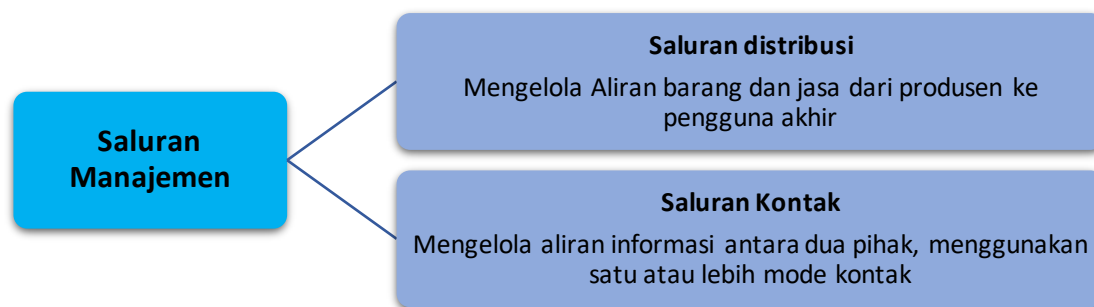 Saluran
Manajemen
Saluran distribusi
Mengelola Aliran barang dan jasa dari produsen ke
pengguna akhir
Saluran Kontak
Mengelola aliran informasi antara dua pihak, menggunakan
satu atau lebih mode kontak